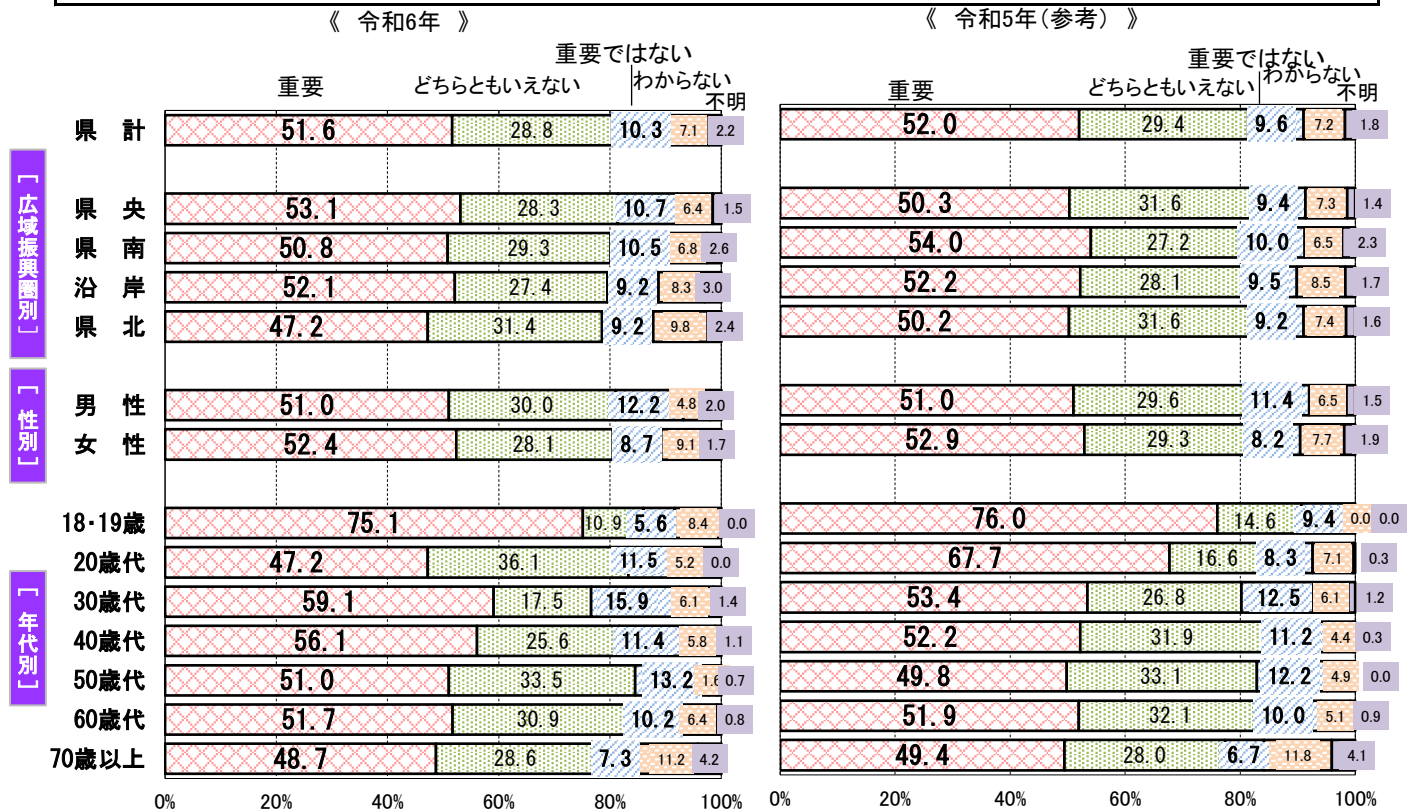 《 令和6年 》 《 令和5年(参考) 》
重要ではない 重要ではない
重要 どちらともいえない わからない 重要 どちらともいえない わからない
不明 不明
県 計 51.6 28.8 10.3 7.1 2.2 52.0 29.4 9.6 7.2 1.8
[広域振興圏別]
県 央 53.1 28.3 10.7 6.4 1.5 50.3 31.6 9.4 7.3 1.4
県 南 50.8 29.3 10.5 6.8 2.6 54.0 27.2 10.0 6.5 2.3
沿 岸 52.1 27.4 9.2 8.3 3.0 52.2 28.1 9.5 8.5 1.7
県 北 47.2 31.4 9.2 9.8 2.4 50.2 31.6 9.2 7.4 1.6
[性別]
男 性 51.0 30.0 12.2 4.8 2.0 51.0 29.6 11.4 6.5 1.5
女 性 52.4 28.1 8.7 9.1 1.7 52.9 29.3 8.2 7.7 1.9
[年代別]
18・19歳 75.1 10.9 5.6 8.4 0.0 76.0 14.6 9.4 0.0 0.0
20歳代 47.2 36.1 11.5 5.2 0.0 67.7 16.6 8.3 7.1 0.3
30歳代 59.1 17.5 15.9 6.1 1.4 53.4 26.8 12.5 6.1 1.2
40歳代 56.1 25.6 11.4 5.8 1.1 52.2 31.9 11.2 4.4 0.3
50歳代 51.0 33.5 13.2 1.6 0.7 49.8 33.1 12.2 4.9 0.0
60歳代 51.7 30.9 10.2 6.4 0.8 51.9 32.1 10.0 5.1 0.9
70歳以上 48.7 28.6 7.3 11.2 4.2 49.4 28.0 6.7 11.8 4.1
0% 20% 40% 60% 80% 100% 0% 20% 40% 60% 80% 100%